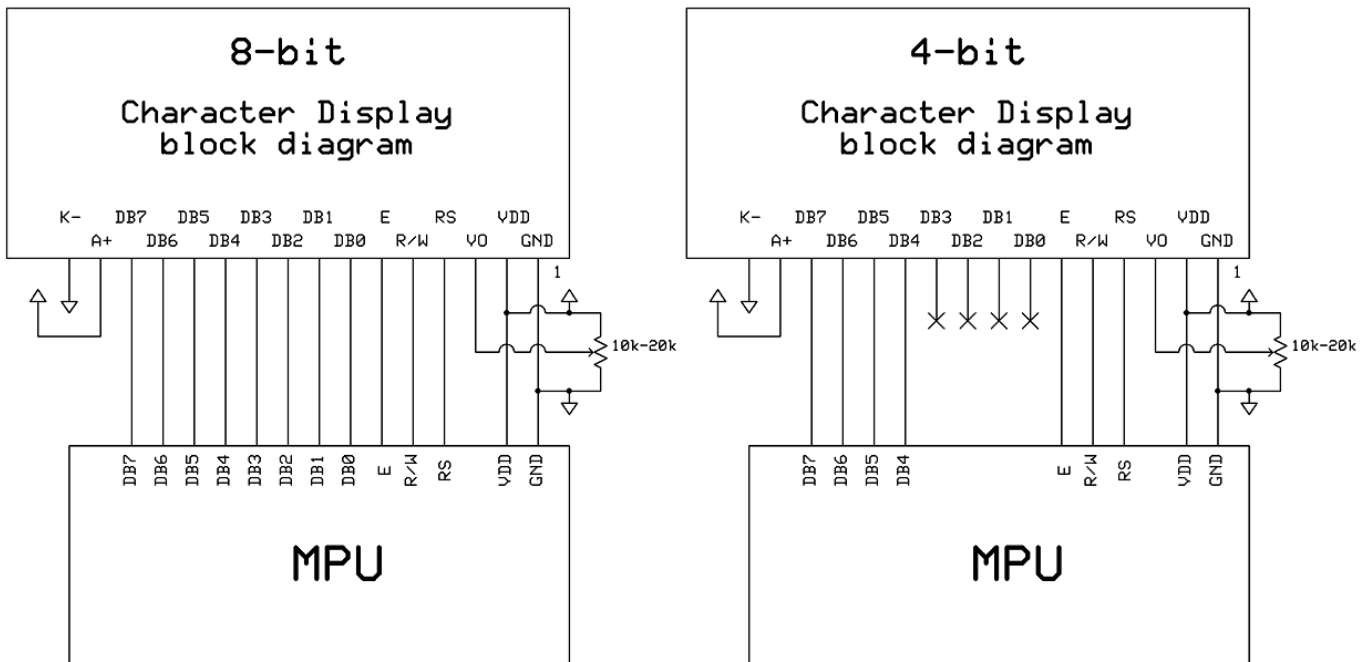 8-bit
Character Display
block diagram
K- DB7 DB5 DB3 DB1 E RS VDD
A+ DB6 DB4 DB2 DB0 R/W VO GND
1
10k-20k
DB7 DB6 DB5 DB4 DB3 DB2 DB1 DB0 E R/W RS VDD GND
MPU
4-bit
Character Display
block diagram
K- DB7 DB5 DB3 DB1 E RS VDD
A+ DB6 DB4 DB2 DB0 R/W VO GND
1
10k-20k
DB7 DB6 DB5 DB4 E R/W RS VDD GND
MPU